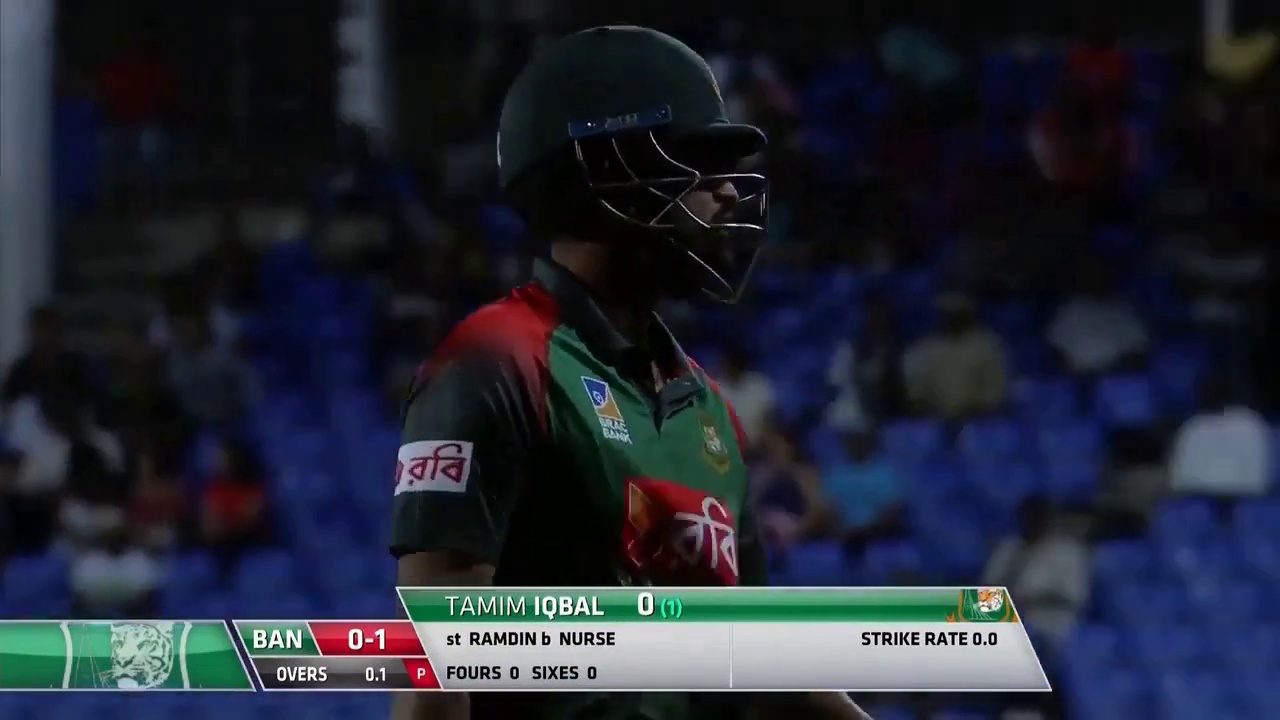 BRAC
BANK
রবি
রবি
TAMIM IQBAL 0 (1)
BAN 0-1
st RAMDIN b NURSE
STRIKE RATE 0.0
OVERS 0.1 P
FOURS 0 SIXES 0